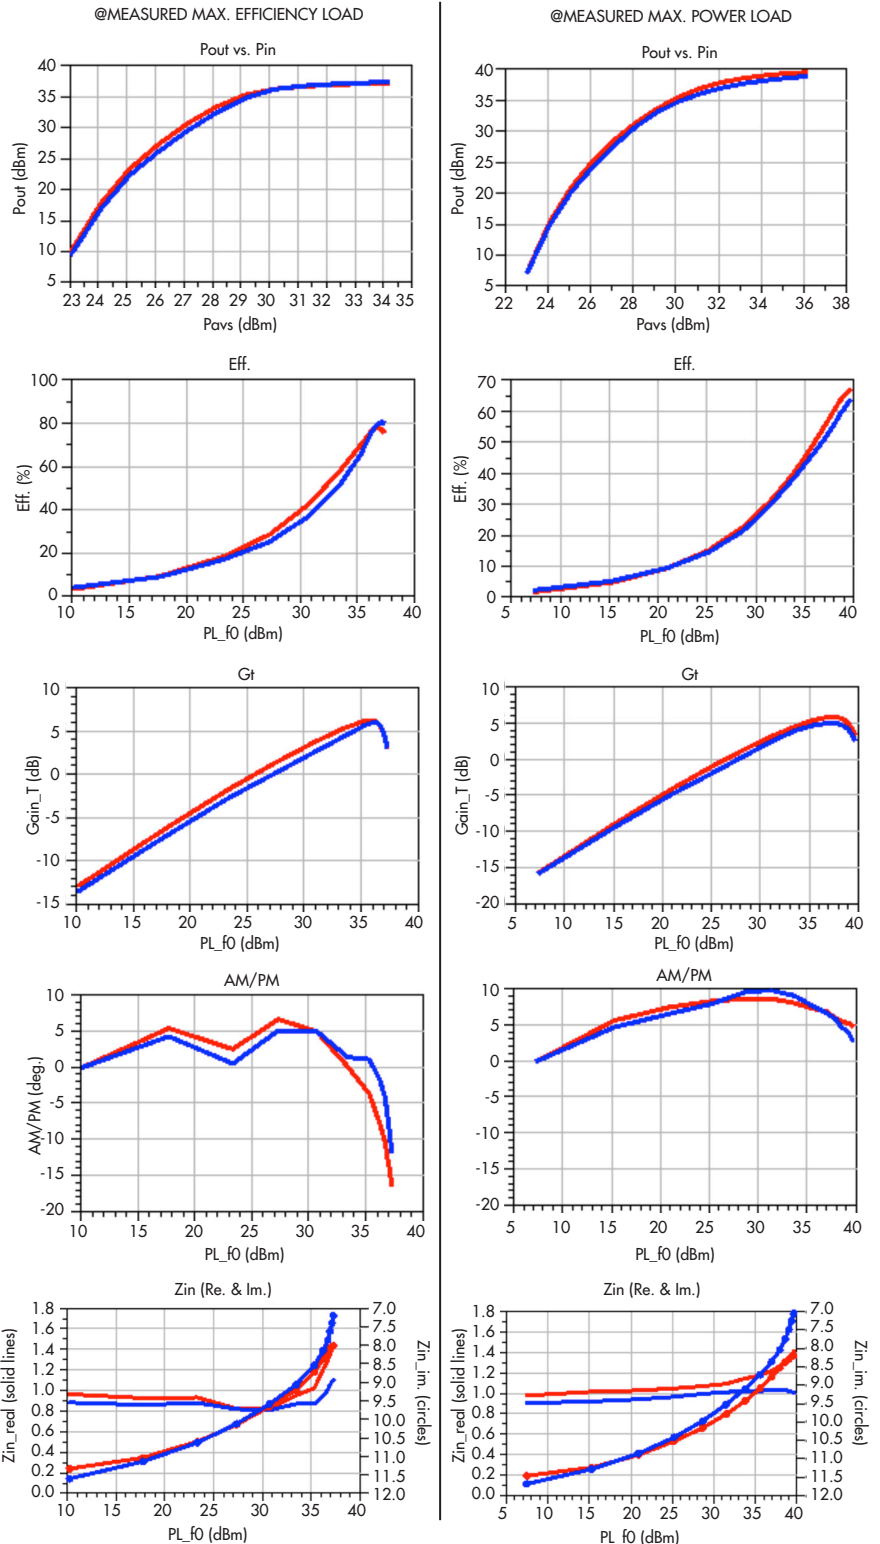 @MEASURED MAX. EFFICIENCY LOAD
Pout vs. Pin
Pout (dBm)
40
35
30
25
20
15
10
5
23 24 25 26 27 28 29 30 31 32 33 34 35
Pavs (dBm)
Eff.
Eff. (%)
100
80
60
40
20
0
10 15 20 25 30 35 40
PL_f0 (dBm)
Gt
Gain_T (dB)
10
5
0
-5
-10
-15
10 15 20 25 30 35 40
PL_f0 (dBm)
AM/PM
AM/PM (deg.)
10
5
0
-5
-10
-15
-20
10 15 20 25 30 35 40
PL_f0 (dBm)
Zin (Re. & Im.)
Zin_real (solid lines)
1.8
1.6
1.4
1.2
1.0
0.8
0.6
0.4
0.2
0.0
7.0
7.5
8.0
8.5
9.0
9.5
10.0
10.5
11.0
11.5
12.0
Zin_im. (circles)
10 15 20 25 30 35 40
PL_f0 (dBm)
@MEASURED MAX. POWER LOAD
Pout vs. Pin
Pout (dBm)
40
35
30
25
20
15
10
5
22 24 26 28 30 32 34 36 38
Pavs (dBm)
Eff.
Eff. (%)
70
60
50
40
30
20
10
0
5 10 15 20 25 30 35 40
PL_f0 (dBm)
Gt
Gain_T (dB)
10
5
0
-5
-10
-15
-20
5 10 15 20 25 30 35 40
PL_f0 (dBm)
AM/PM
10
5
0
-5
-10
-15
-20
5 10 15 20 25 30 35 40
PL_f0 (dBm)
Zin (Re. & Im.)
Zin_real (solid lines)
1.8
1.6
1.4
1.2
1.0
0.8
0.6
0.4
0.2
0.0
7.0
7.5
8.0
8.5
9.0
9.5
10.0
10.5
11.0
11.5
12.0
Zin_im. (circles)
5 10 15 20 25 30 35 40
PL_f0 (dBm)